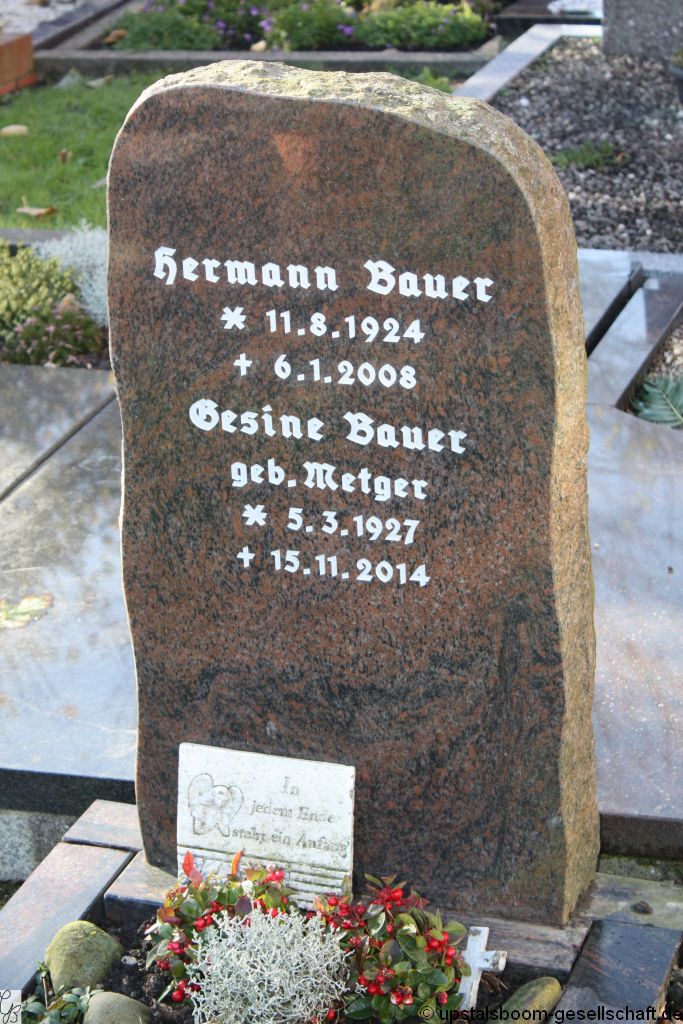 Hermann Bauer
* 11.8.1924
+ 6.1.2008
Gesine Bauer
geb. Metger
* 5.3.1927
+ 15.11.2014
In
jedem Ende
steht ein Anfang
© upstalsboom-gesellschaft.de